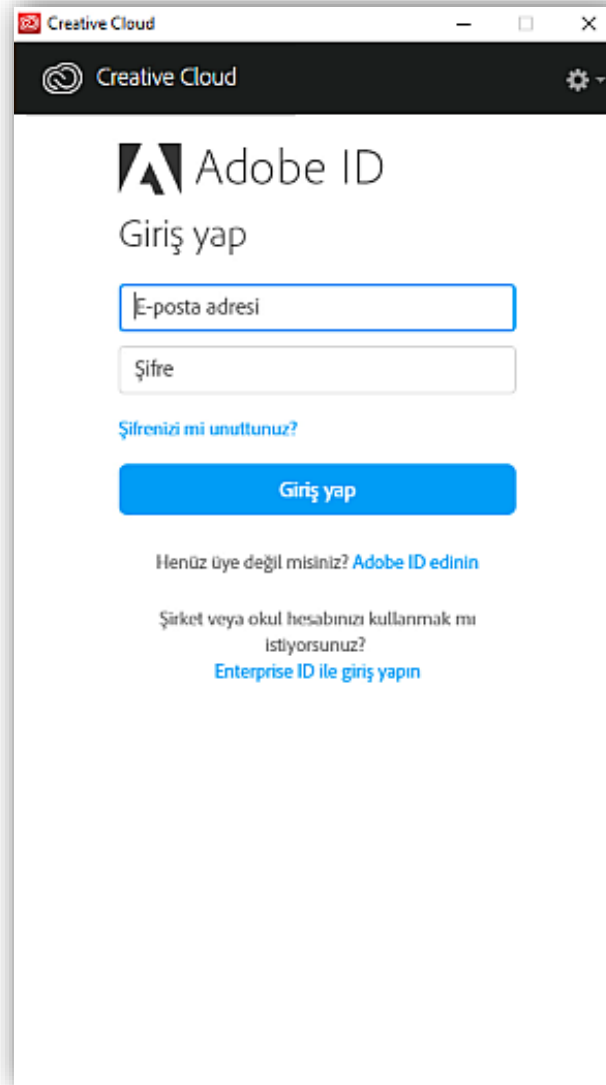 Creative Cloud
Creative Cloud
Adobe ID
Giriş yap
E-posta adresi
Şifre
Şifrenizi mi unuttunuz?
Giriş yap
Henüz üye değil misiniz? Adobe ID edinin
Şirket veya okul hesabınızı kullanmak mı
istiyorsunuz?
Enterprise ID ile giriş yapın